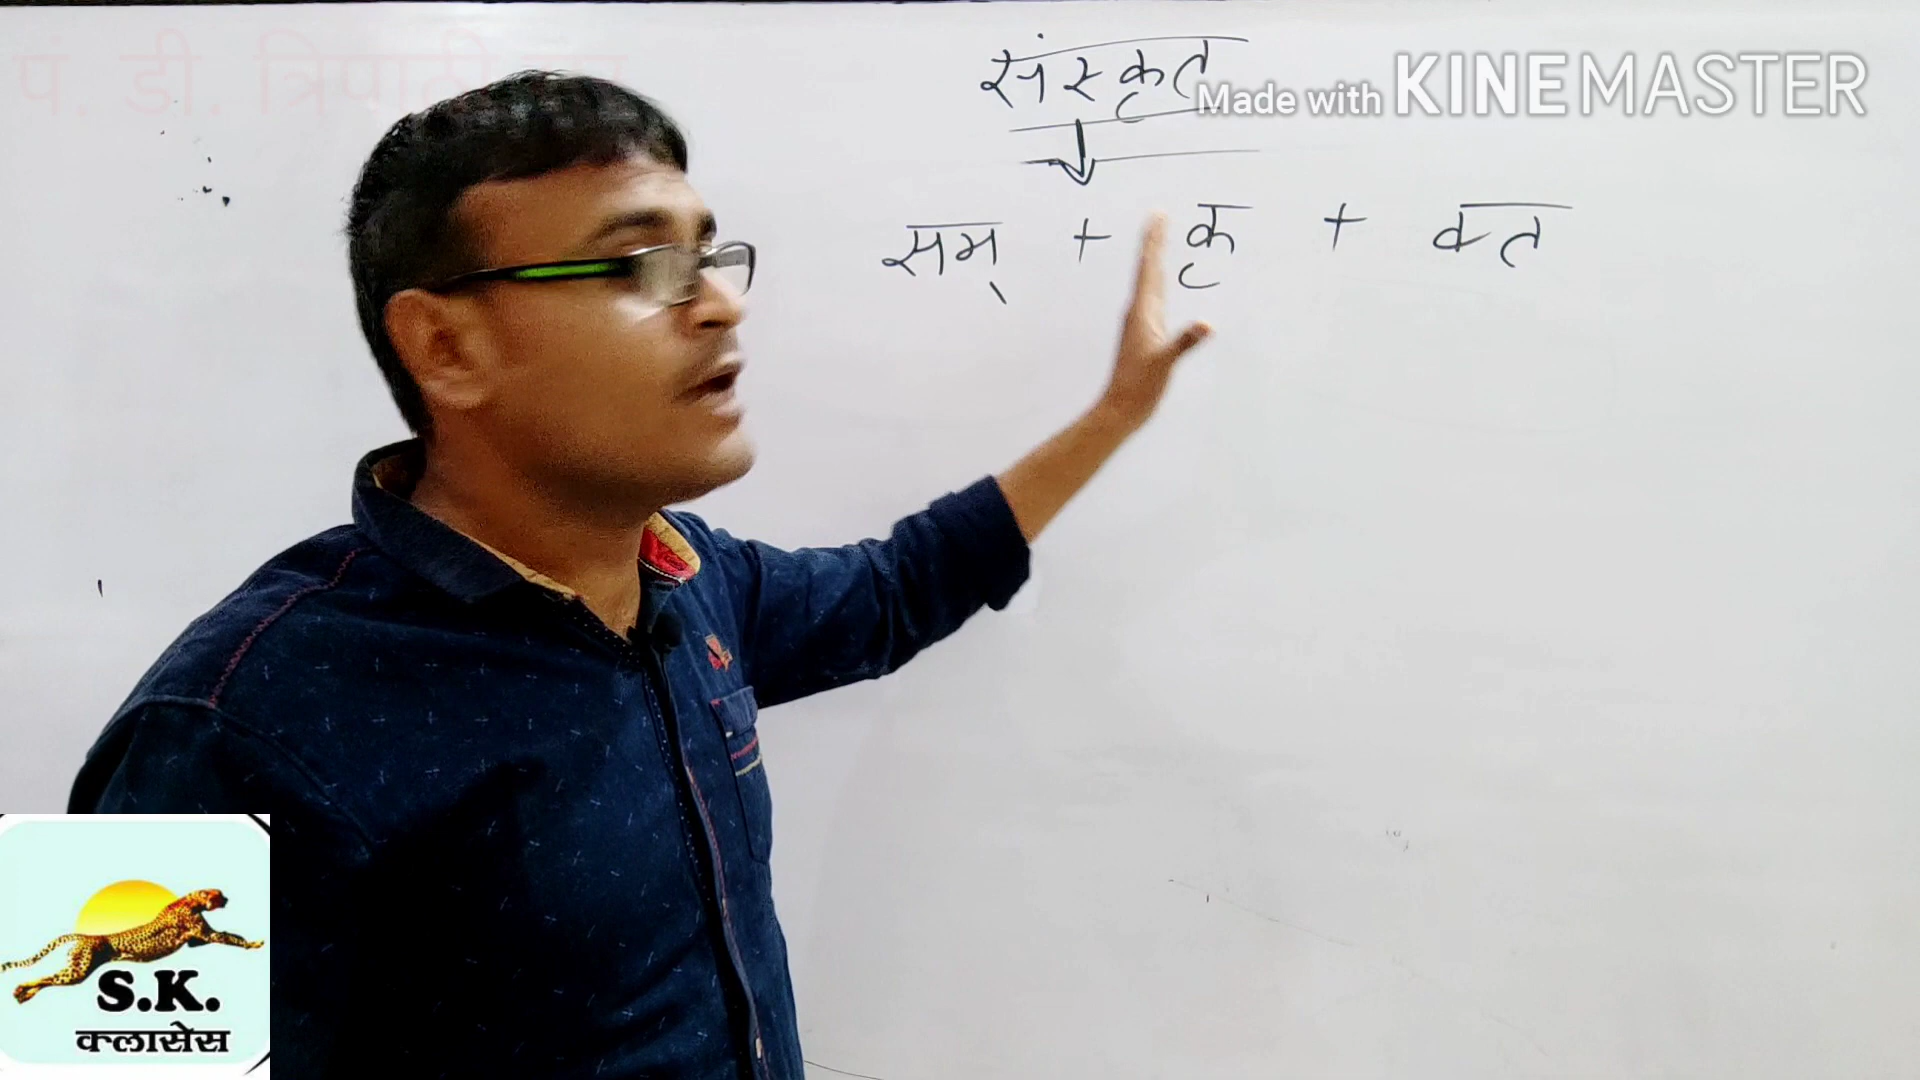 पं. डी. त्रिपाठी
संस्कृत
Made with KINEMASTER
सम् + कृ + क्त
S.K.
क्लासेस